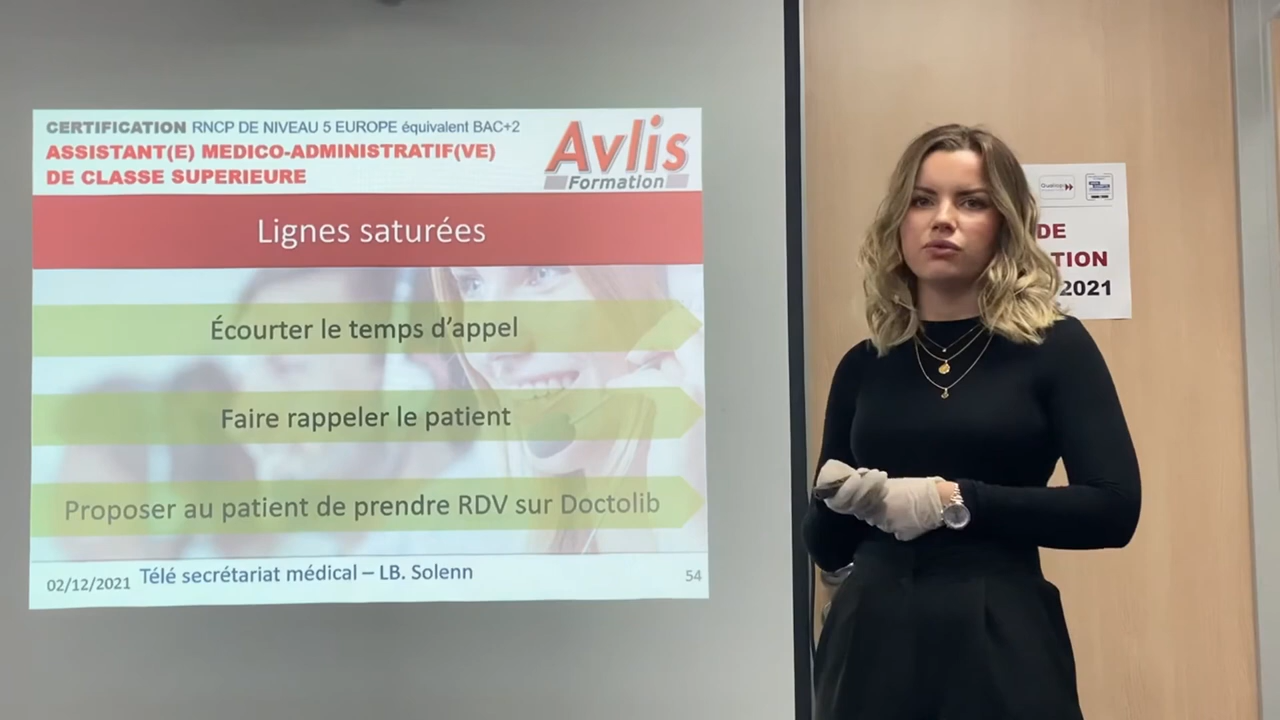 CERTIFICATION RNCP DE NIVEAU 5 EUROPE équivalent BAC+2
ASSISTANT(E) MEDICO-ADMINISTRATIF(VE)
DE CLASSE SUPERIEURE
Avlis
Formation
Lignes saturées
Écourter le temps d'appel
Faire rappeler le patient
Proposer au patient de prendre RDV sur Doctolib
02/12/2021 Télé secrétariat médical – LB. Solenn 54
DE
TION
2021